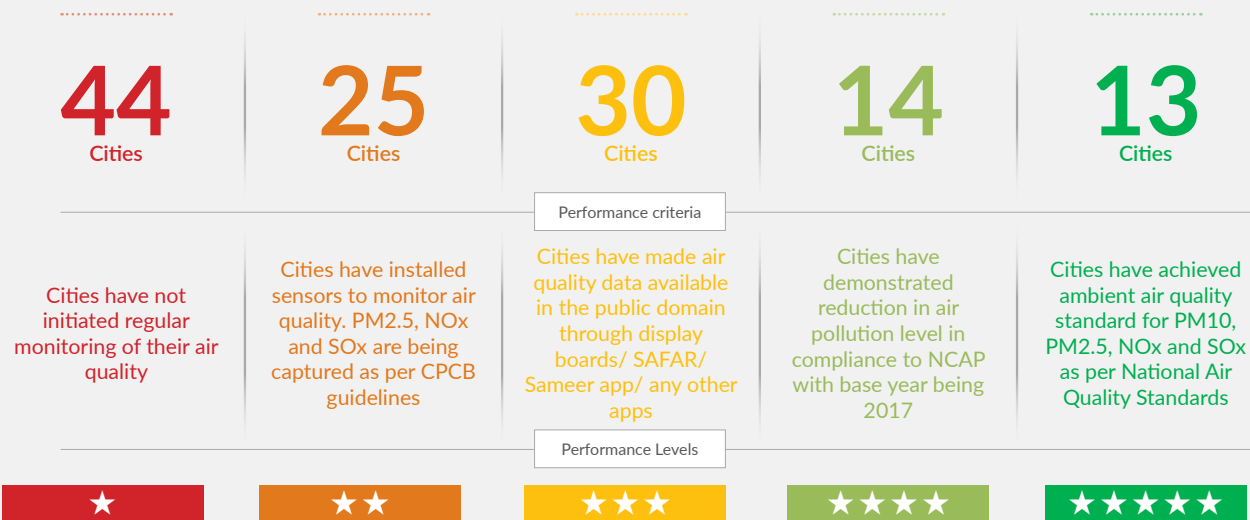 44
Cities
25
Cities
30
Cities
14
Cities
13
Cities
Performance criteria
Cities have not
initiated regular
monitoring of their air
quality
Cities have installed
sensors to monitor air
quality. PM2.5, NOx
and SOx are being
captured as per CPCB
guidelines
Cities have made air
quality data available
in the public domain
through display
boards/ SAFAR/
Sameer app/ any other
apps
Cities have
demonstrated
reduction in air
pollution level in
compliance to NCAP
with base year being
2017
Cities have achieved
ambient air quality
standard for PM10,
PM2.5, NOx and SOx
as per National Air
Quality Standards
Performance Levels